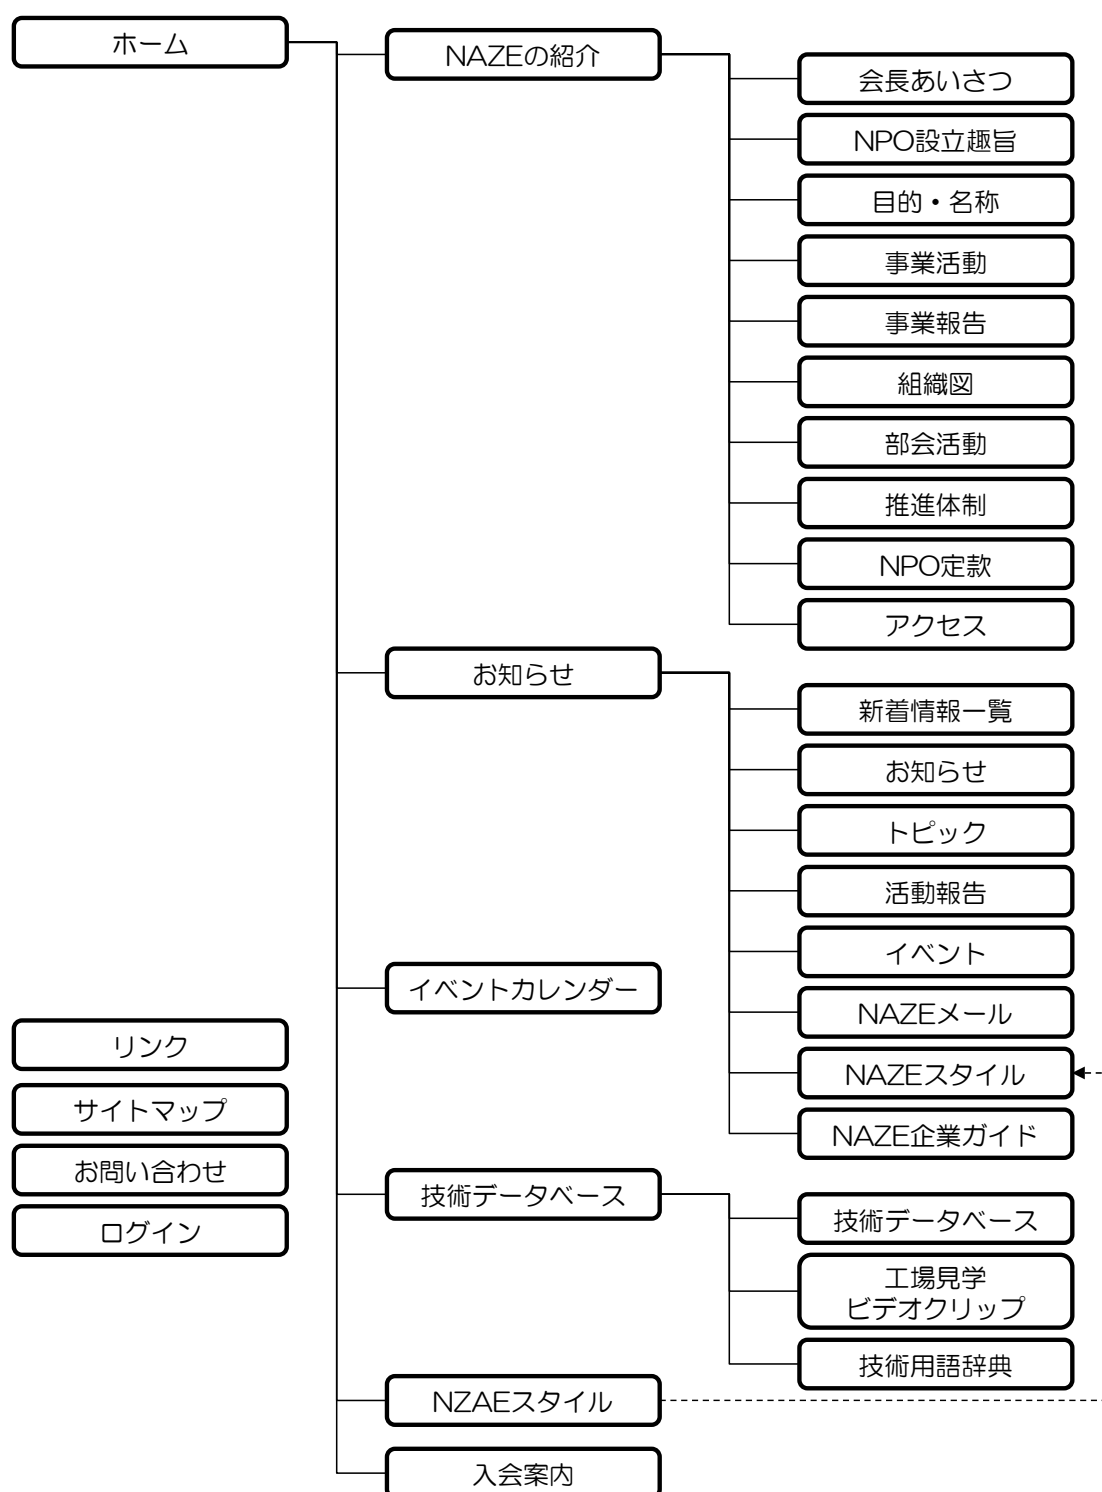 ホーム
NAZEの紹介
会長あいさつ
NPO設立趣旨
目的・名称
事業活動
事業報告
組織図
部会活動
推進体制
NPO定款
アクセス
お知らせ
新着情報一覧
お知らせ
トピック
活動報告
イベント
NAZEメール
NAZEスタイル
NAZE企業ガイド
イベントカレンダー
技術データベース
技術データベース
工場見学
ビデオクリップ
技術用語辞典
NZAEスタイル
入会案内
リンク
サイトマップ
お問い合わせ
ログイン